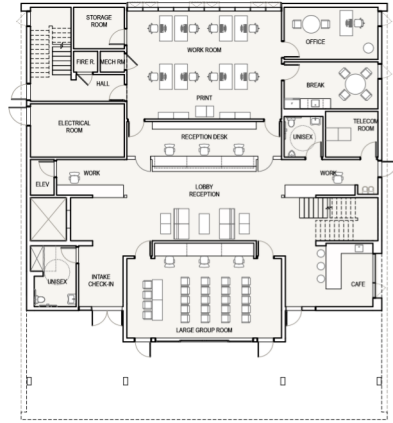 STORAGE
ROOM
WORK ROOM
OFFICE
FIRE R.
MECH RM
HALL
BREAK
PRINT
ELECTRICAL
ROOM
RECEPTION DESK
UNISEX
TELECOM
ROOM
WORK
WORK
ELEV
LOBBY
RECEPTION
UNISEX
INTAKE
CHECK-IN
CAFE
LARGE GROUP ROOM